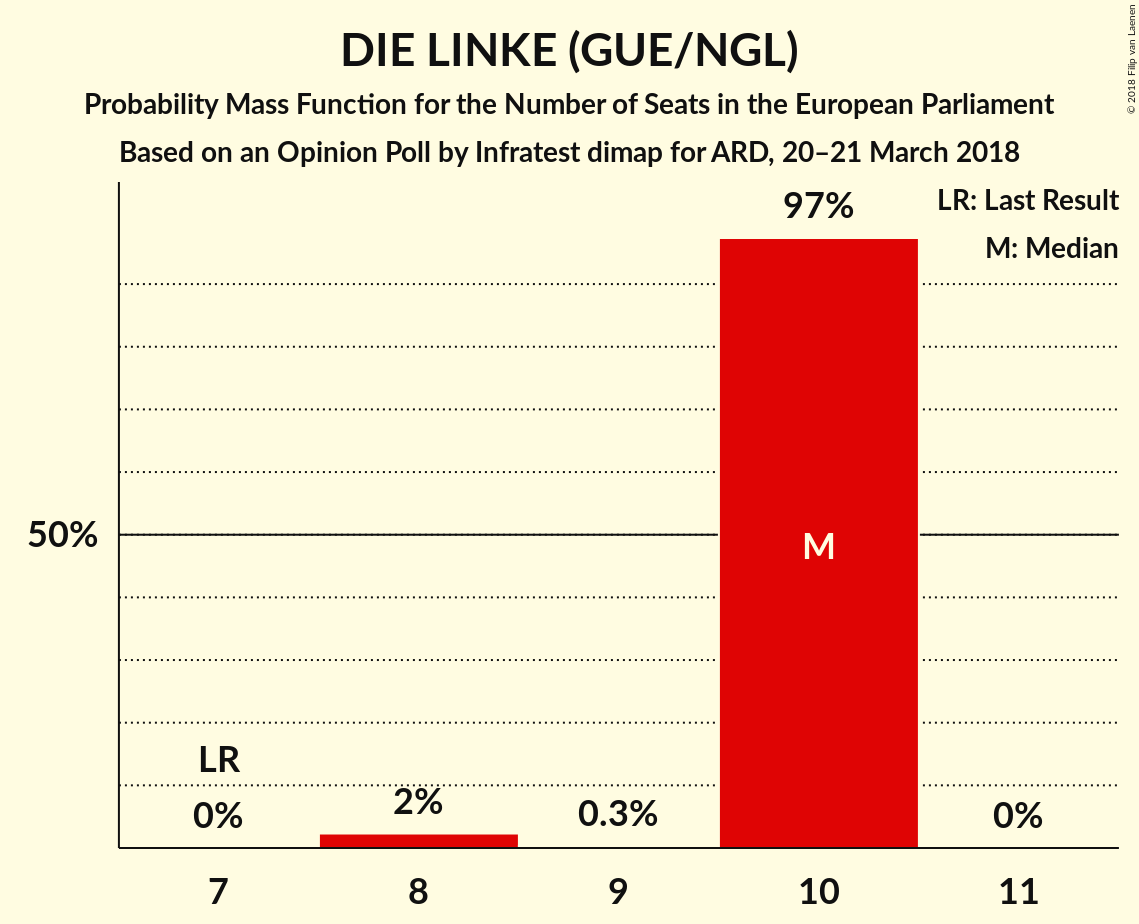 DIE LINKE (GUE/NGL)
Probability Mass Function for the Number of Seats in the European Parliament
Based on an Opinion Poll by Infratest dimap for ARD, 20–21 March 2018
© 2018 Filip van Laenen
LR: Last Result
M: Median
97%
50%
M
LR
0%
2%
0.3%
0%
7 8 9 10 11